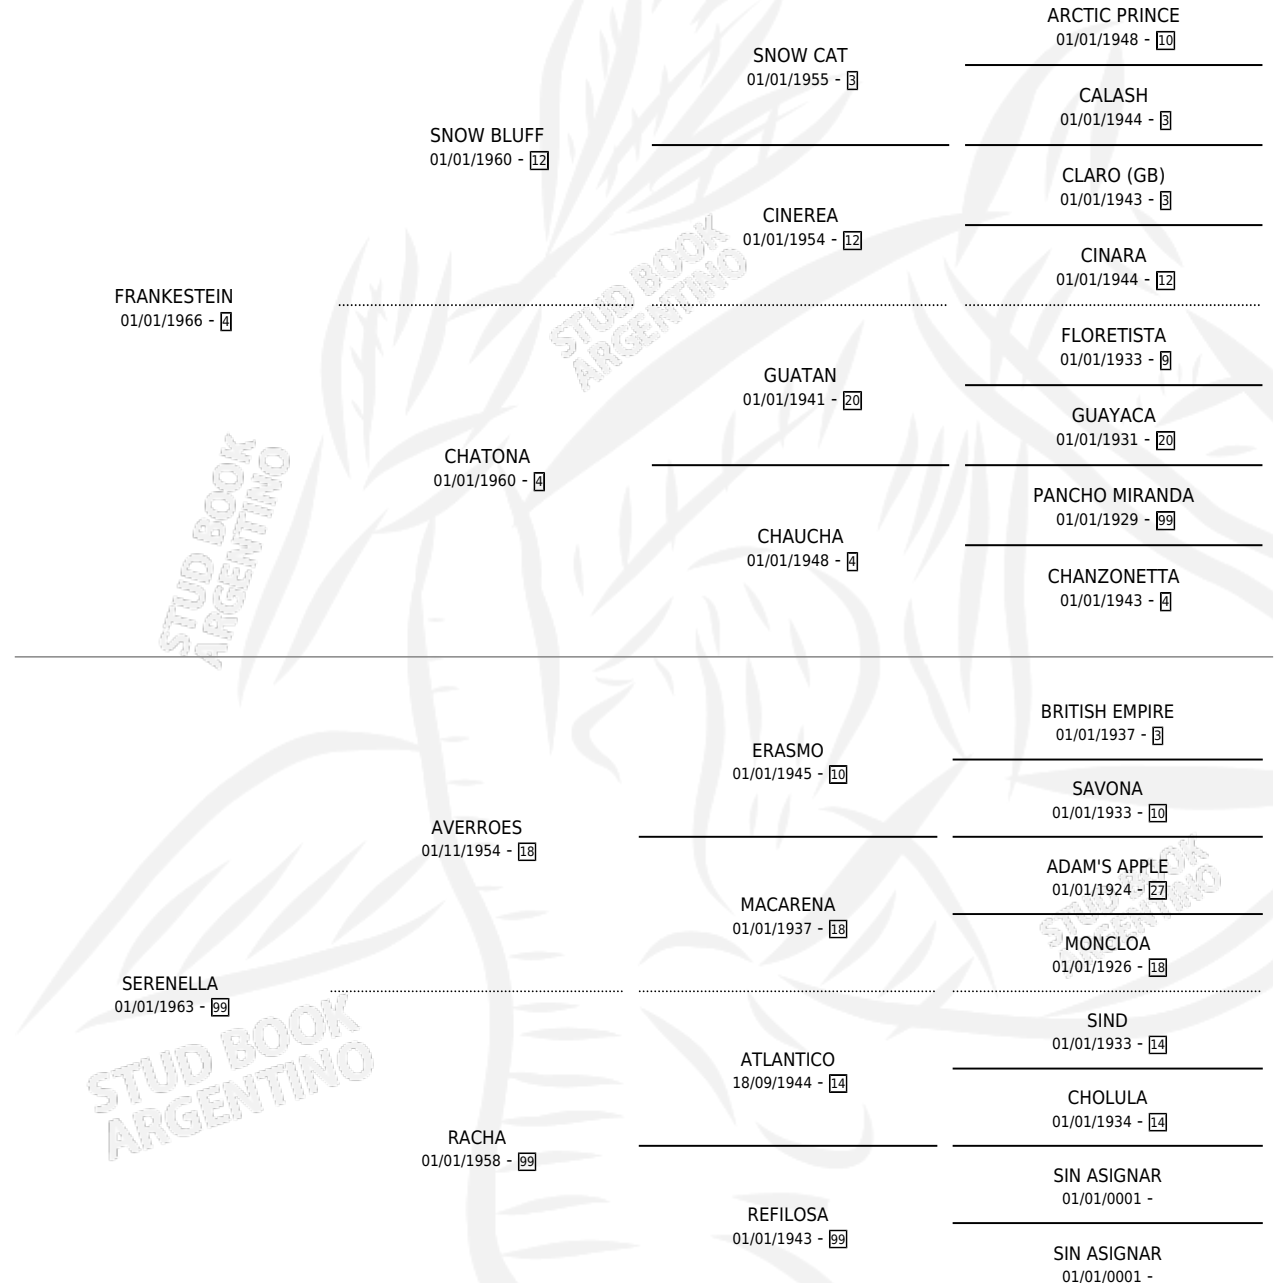 ARCTIC PRINCE
01/01/1948 - 10
SNOW CAT
01/01/1955 - 3
CALASH
01/01/1944 - 3
SNOW BLUFF
01/01/1960 - 12
CLARO (GB)
01/01/1943 - 3
CINEREA
01/01/1954 - 12
CINARA
01/01/1944 - 12
FRANKESTEIN
01/01/1966 - 4
FLORETISTA
01/01/1933 - 9
GUATAN
01/01/1941 - 20
GUAYACA
01/01/1931 - 20
CHATONA
01/01/1960 - 4
PANCHO MIRANDA
01/01/1929 - 99
CHAUCHA
01/01/1948 - 4
CHANZONETTA
01/01/1943 - 4
STUD BOOK
ARGENTINO
STUD BOOK
ARGENTINO
BRITISH EMPIRE
01/01/1937 - 3
ERASMO
01/01/1945 - 10
SAVONA
01/01/1933 - 10
AVERROES
01/11/1954 - 18
ADAM'S APPLE
01/01/1924 - 27
MACARENA
01/01/1937 - 18
MONCLOA
01/01/1926 - 18
SERENELLA
01/01/1963 - 99
SIND
01/01/1933 - 14
ATLANTICO
18/09/1944 - 14
CHOLULA
01/01/1934 - 14
RACHA
01/01/1958 - 99
SIN ASIGNAR
01/01/0001 -
REFILOSA
01/01/1943 - 99
SIN ASIGNAR
01/01/0001 -
STUD BOOK
ARGENTINO
STUD BOOK
ARGENTINO